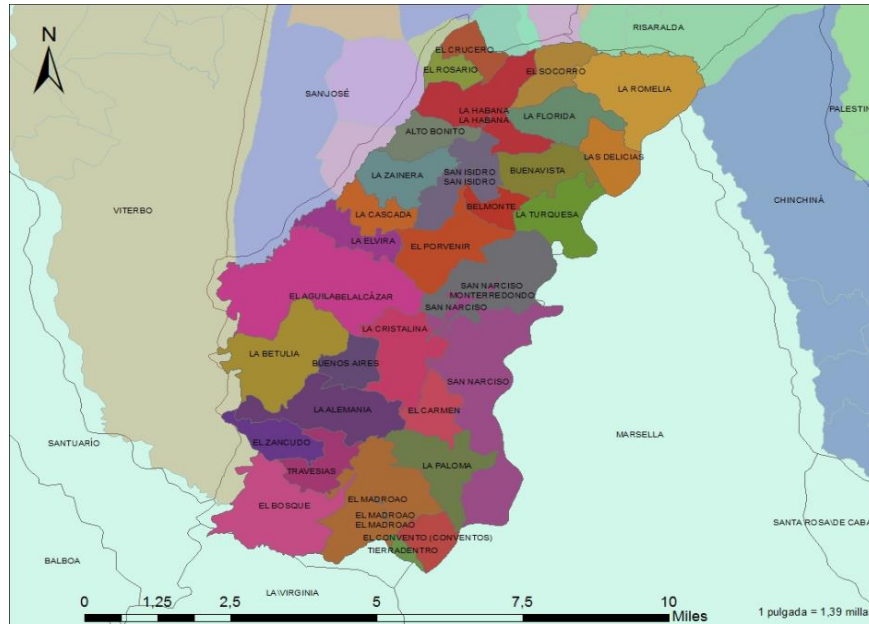 RISARALDA
N
EL CRUCERO
EL ROSARIO
EL SOCORRO
LA ROMELIA
SAN JOSÉ
LA HABANA
LA HABANA
PALESTIN
LA FLORIDA
ALTO BONITO
LAS DELICIAS
LA ZAINERA
SAN ISIDRO
SAN ISIDRO
BUENAVISTA
CHINCHINÁ
VITERBO
LA CASCADA
BELMONTE
LA TURQUESA
LA ELVIRA
EL PORVENIR
SAN NARCISO
MONTERREDONDO
EL AGUILA
BELALCÁZAR
SAN NARCISO
LA CRISTALINA
LA BETULIA
BUENOS AIRES
SAN NARCISO
LA ALEMANIA
EL CARMEN
MARSELLA
SANTUARÍO
EL ZANCUDO
TRAVESIAS
LA PALOMA
EL BOSQUE
EL MADROAO
EL MADROAO
EL MADROAO
SANTA ROSA DE CABA
EL CONVENTO (CONVENTOS)
TIERRADENTRO
BALBOA
LA VIRGINIA
0 1,25 2,5 5 7,5 10
Miles
1 pulgada = 1,39 millas